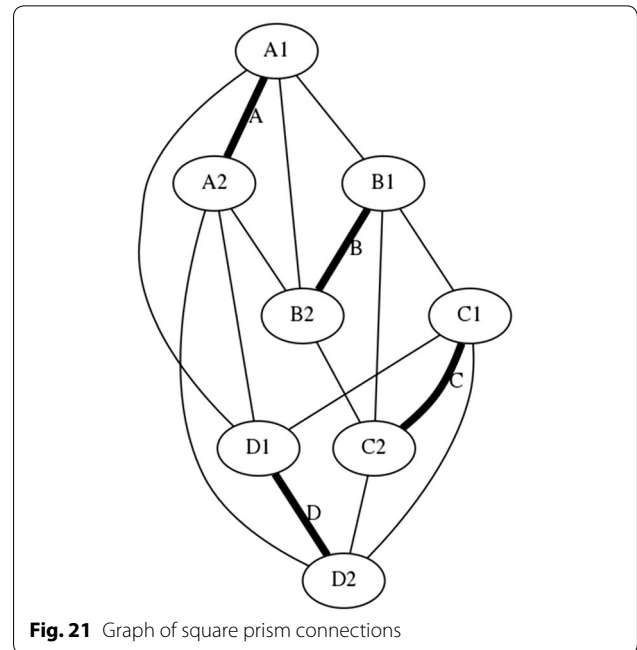 A1
A
A2
B1
B
B2
C1
C
D1
C2
D
D2
Fig. 21 Graph of square prism connections